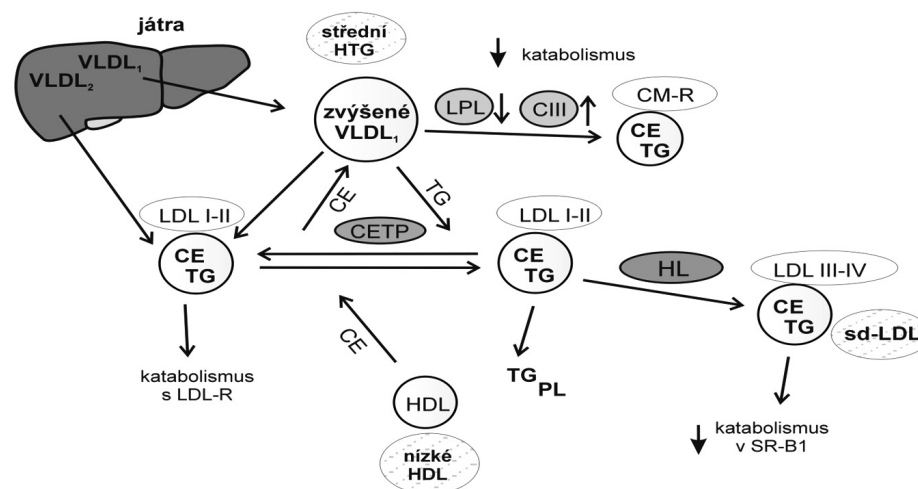 játra
VLDL₁
VLDL₂
střední
HTG
zvýšené
VLDL₁
katabolismus
LPL
CIII
CM-R
CE
TG
CE
TG
CETP
LDL I-II
CE
TG
LDL I-II
CE
TG
HL
LDL III-IV
CE
TG
sd-LDL
katabolismus
s LDL-R
CE
HDL
nízké
HDL
TG
PL
katabolismus
v SR-B1